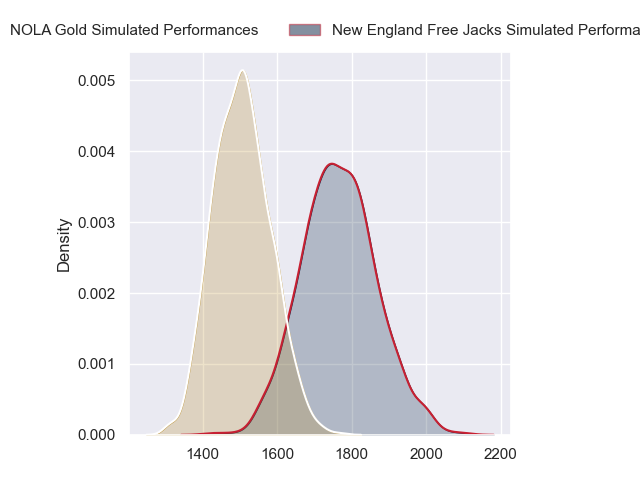 NOLA Gold Simulated Performances
New England Free Jacks Simulated Performa
0.005
0.004
0.003
0.002
0.001
0.000
Density
1400 1600 1800 2000 2200